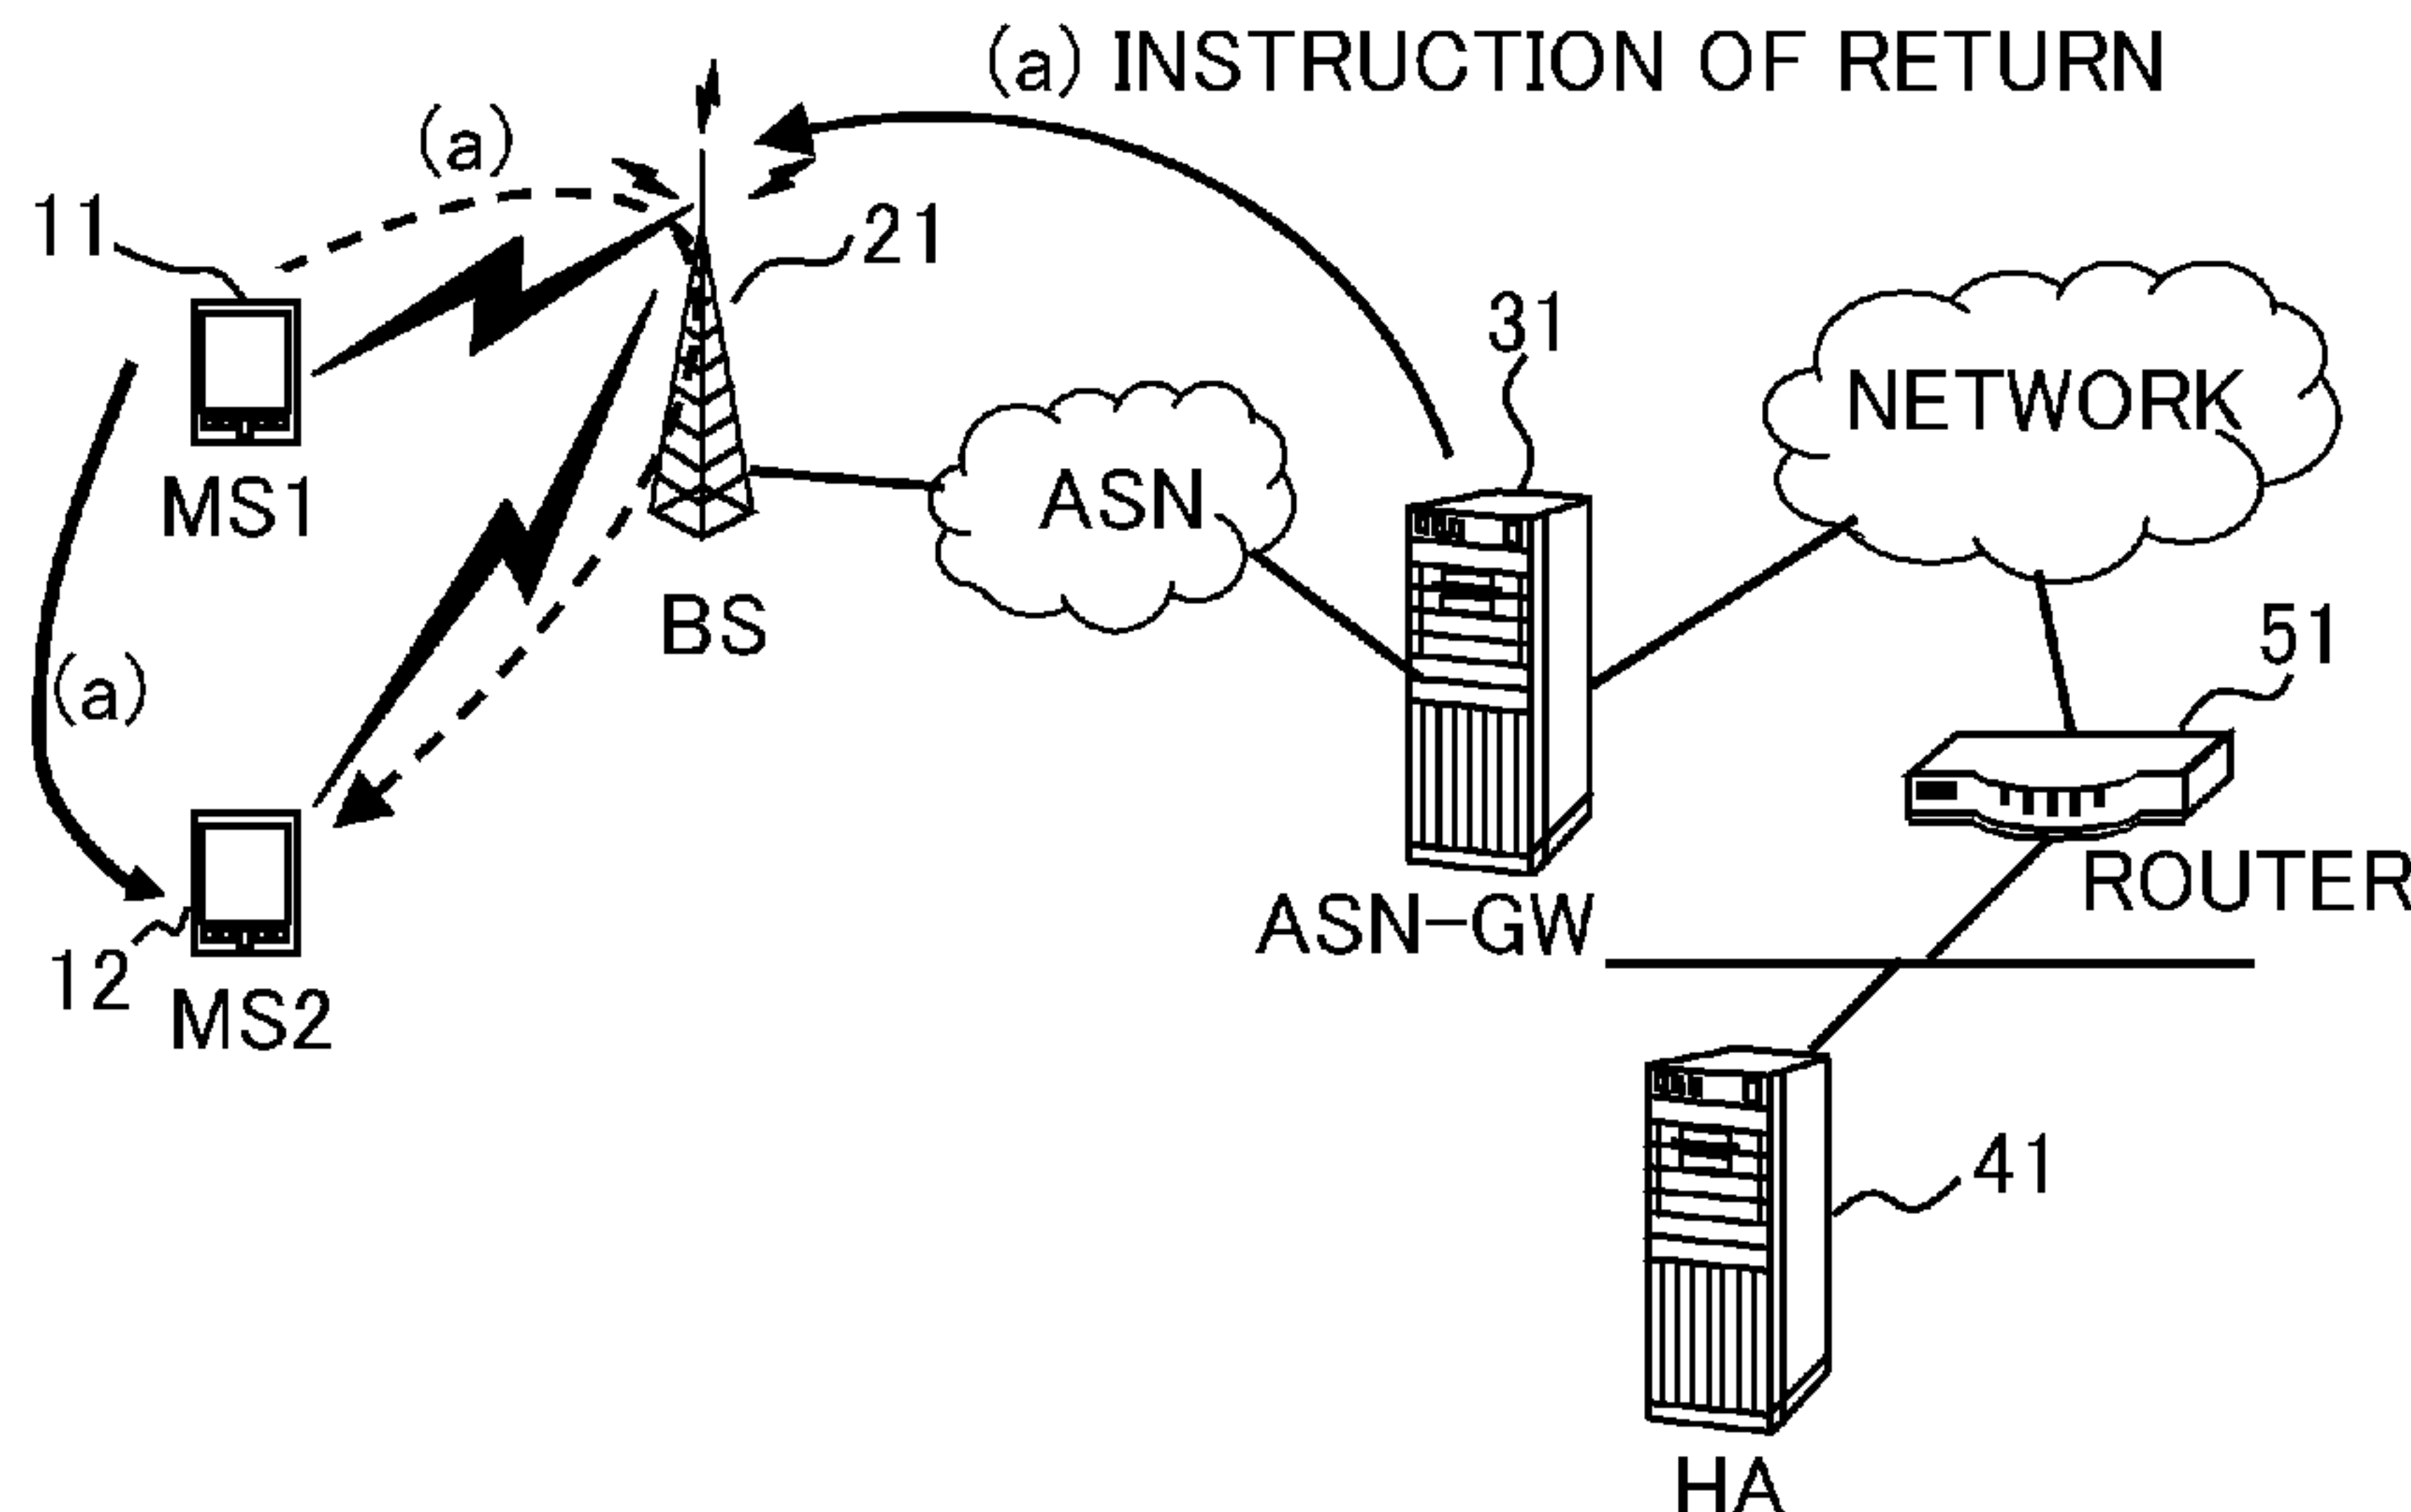 (a) INSTRUCTION OF RETURN
(a)
11
21
31
NETWORK
MS1
ASN
BS
51
(a)
ROUTER
ASN-GW
12
MS2
41
HA